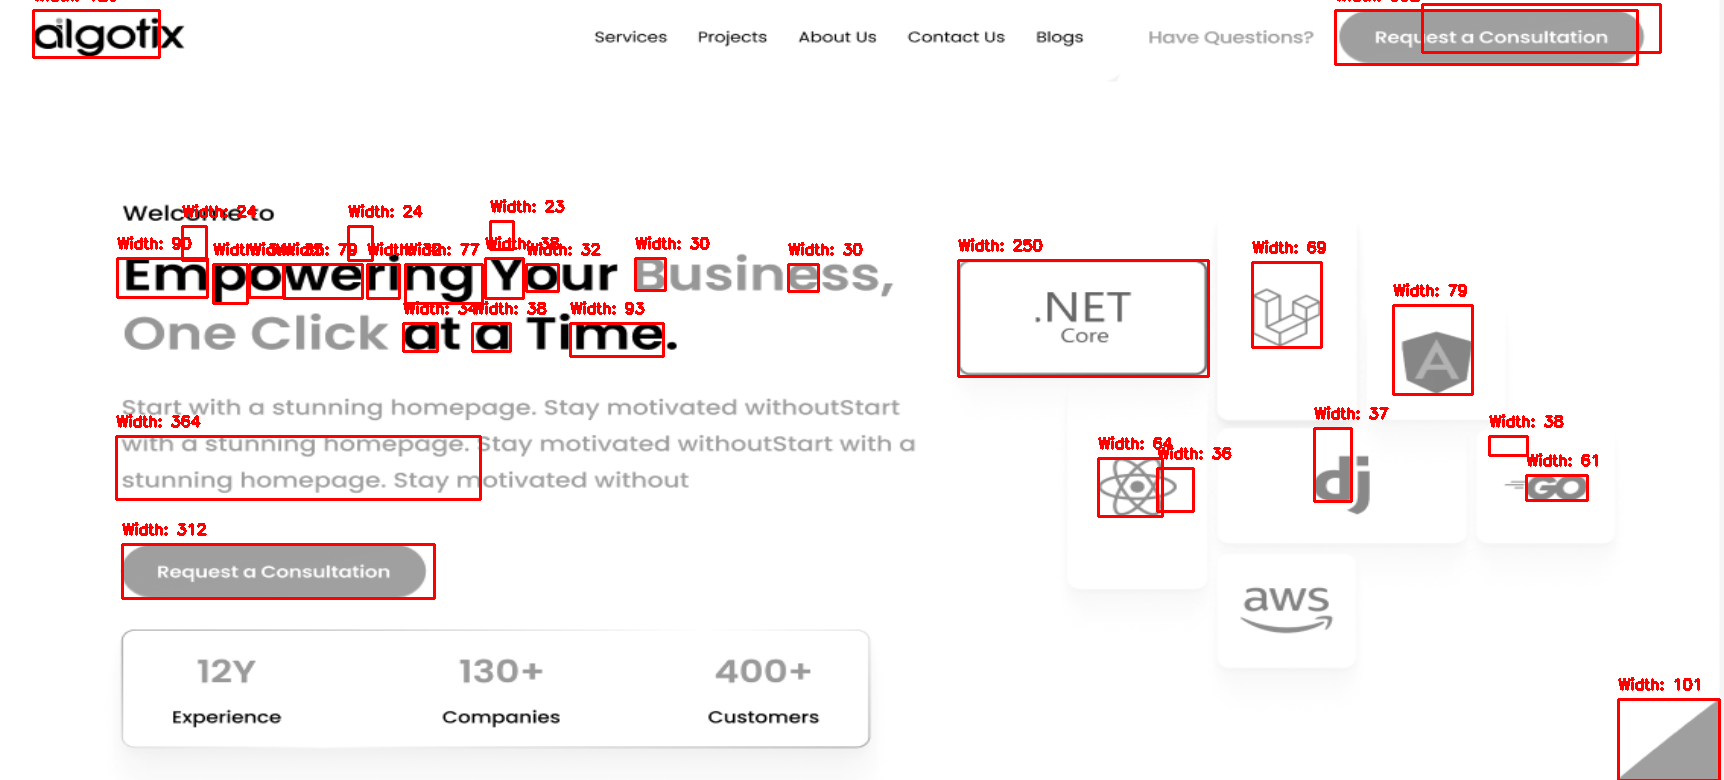 algotix
Services Projects About Us Contact Us Blogs Have Questions? Request a Consultation
Welcome to
Width: 24
Width: 24
Width: 23
Width: 90
Width: 79
Width: 77
Width: 38
Width: 32
Width: 30
Width: 30
Empowering Your Business,
Width: 34
Width: 38
Width: 93
One Click at a Time.
Start with a stunning homepage. Stay motivated withoutStart
Width: 364
with a stunning homepage. Stay motivated withoutStart with a
stunning homepage. Stay motivated without
Width: 312
Request a Consultation
12Y 130+ 400+
Experience Companies Customers
Width: 250
.NET
Core
Width: 69
Width: 79
A
Width: 64
Width: 36
Width: 37
dj
Width: 38
Width: 61
GO
aws
Width: 101